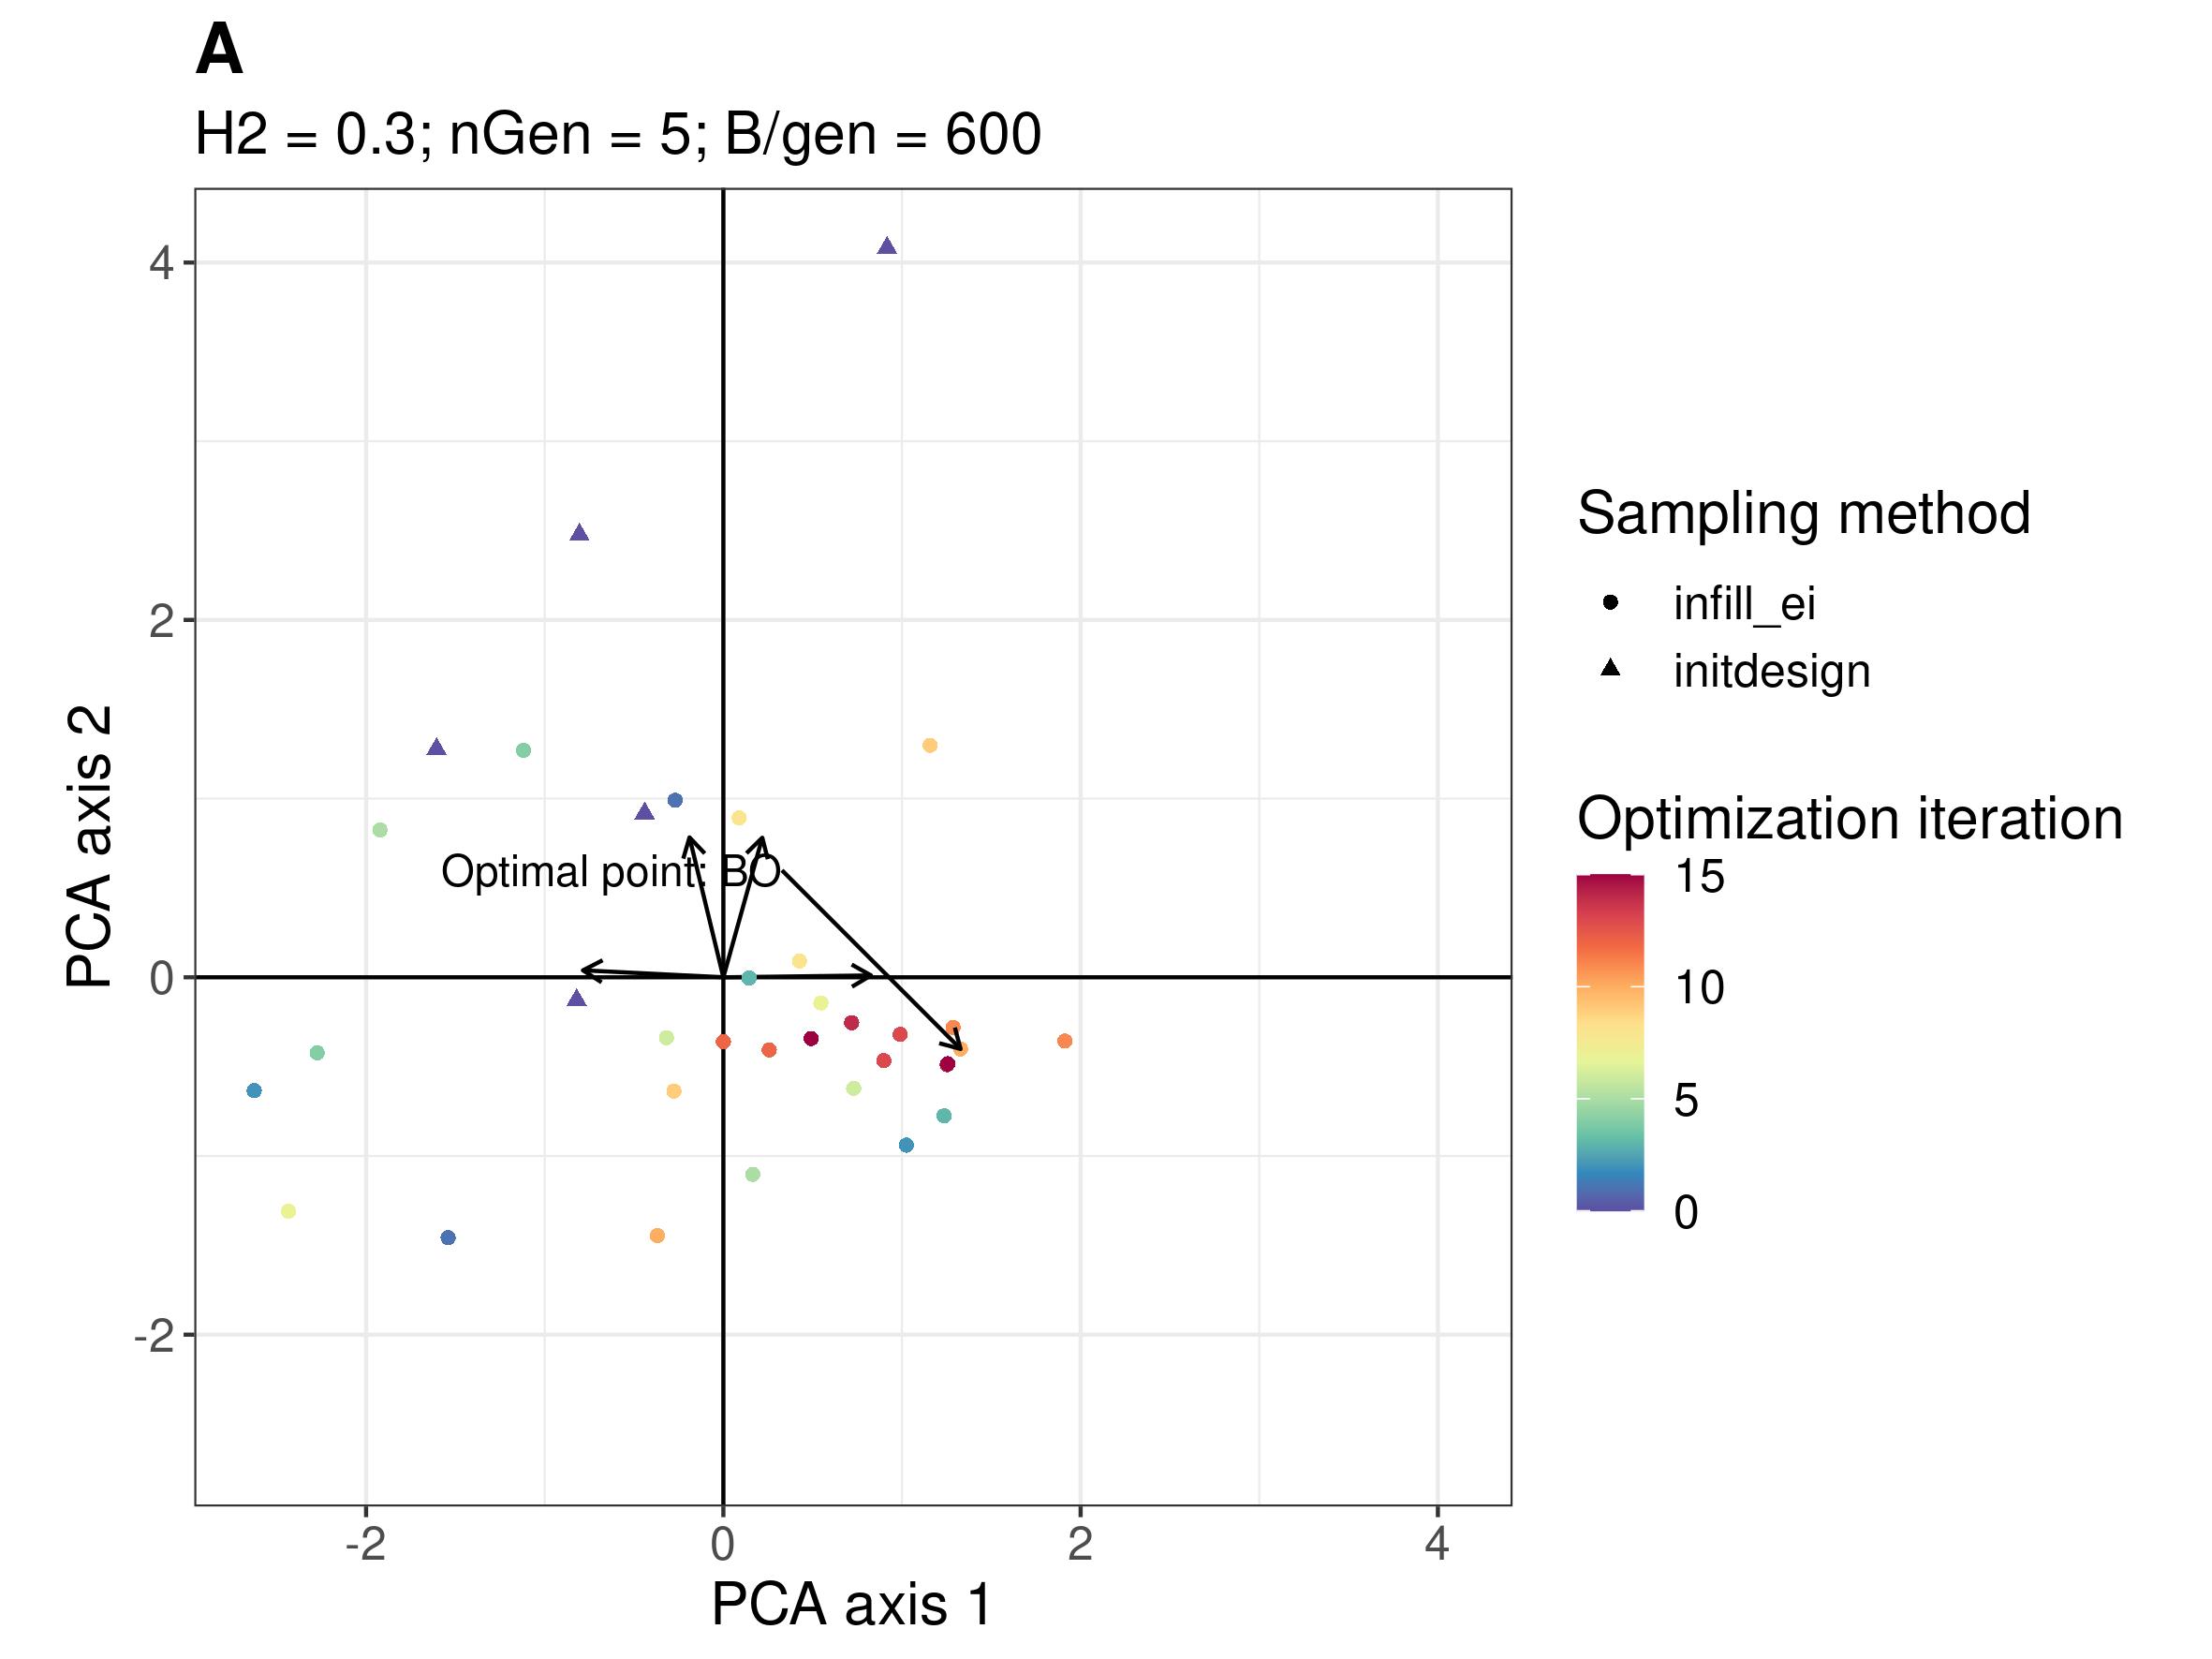 A
H2 = 0.3; nGen = 5; B/gen = 600
4
2
0
-2
PCA axis 2
Optimal point: BO
-2
0
2
4
PCA axis 1
Sampling method
infill_ei
initdesign
Optimization iteration
15
10
5
0